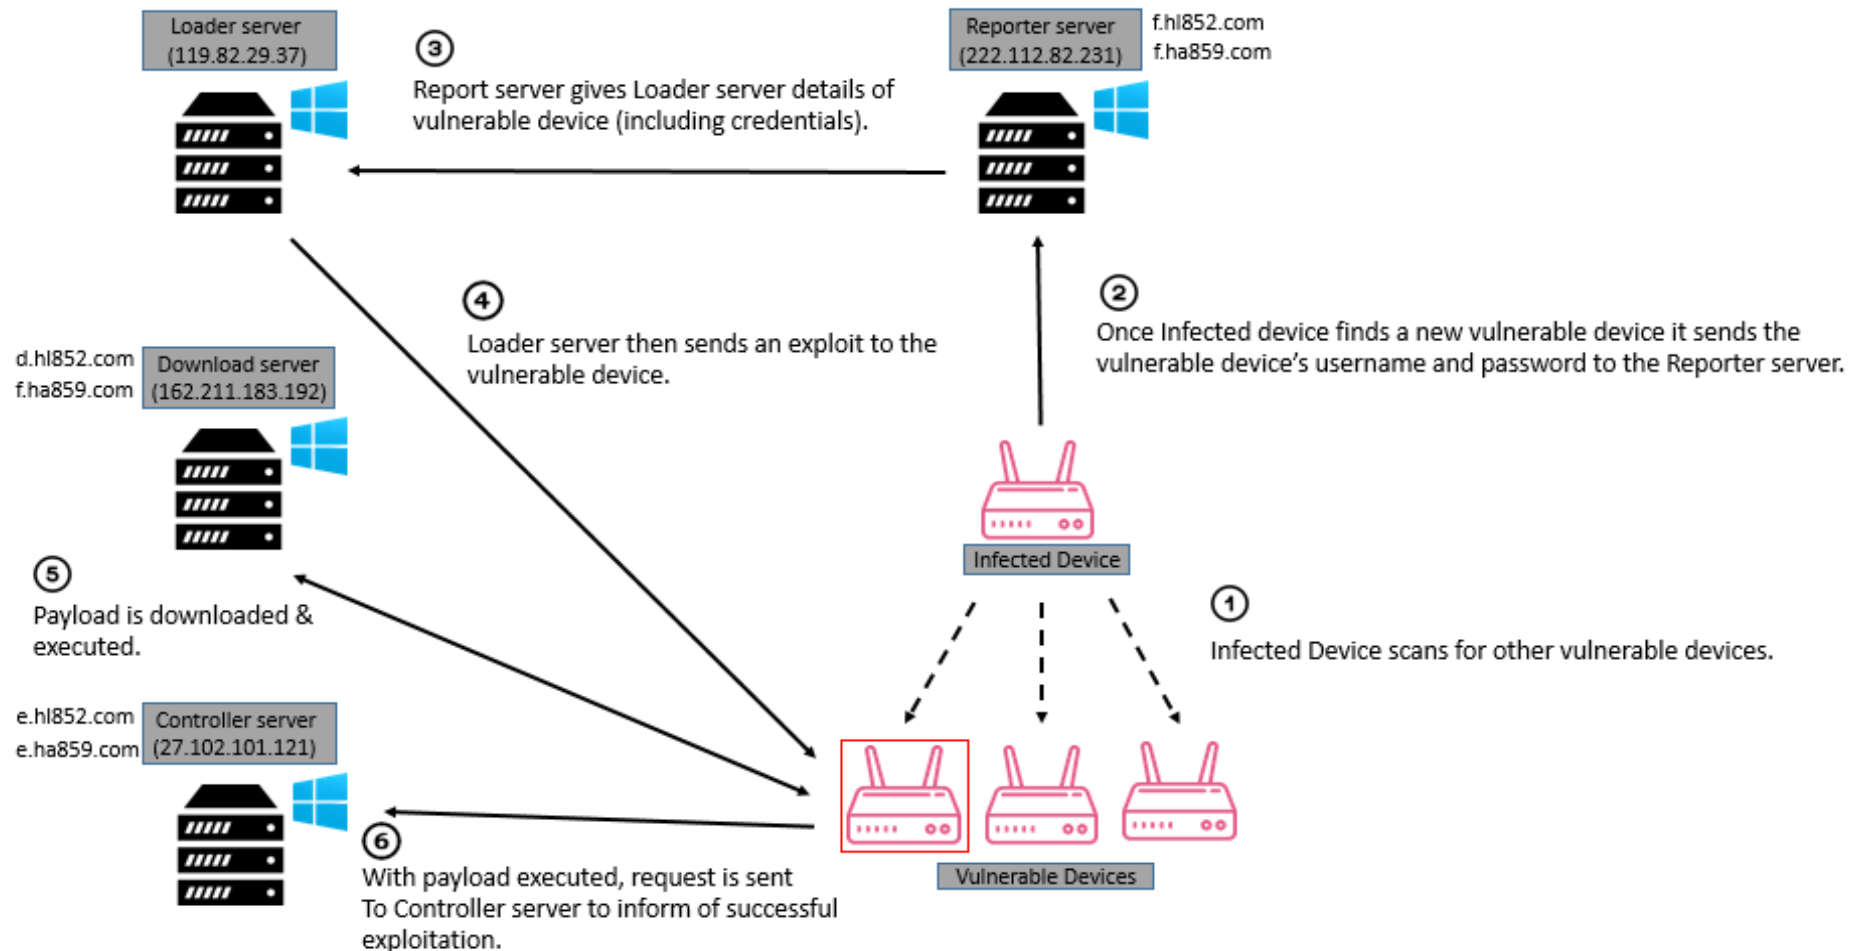 Loader server
(119.82.29.37)
③
Report server gives Loader server details of
vulnerable device (including credentials).
Reporter server
(222.112.82.231)
f.hl852.com
f.ha859.com
④
Loader server then sends an exploit to the
vulnerable device.
②
Once Infected device finds a new vulnerable device it sends the
vulnerable device’s username and password to the Reporter server.
d.hl852.com
f.ha859.com
Download server
(162.211.183.192)
Infected Device
⑤
Payload is downloaded &
executed.
①
Infected Device scans for other vulnerable devices.
e.hl852.com
e.ha859.com
Controller server
(27.102.101.121)
⑥
With payload executed, request is sent
To Controller server to inform of successful
exploitation.
Vulnerable Devices